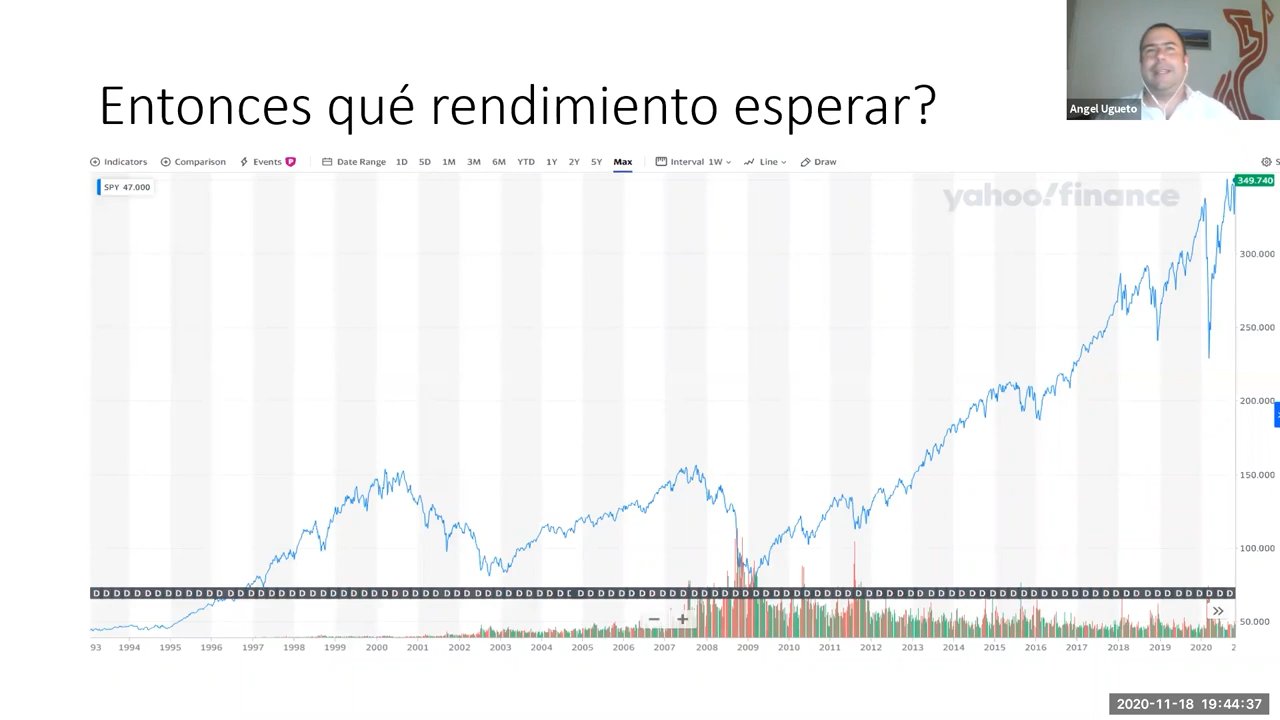 Entonces qué rendimiento esperar?
Angel Ugueto
Indicators Comparison Events P Date Range 1D 5D 1M 3M 6M YTD 1Y 2Y 5Y Max Interval 1W Line Draw S
SPY 47.000
yahoo!finance
349.740
300.000
250.000
200.000
150.000
100.000
D D D D D D D D D D D D D D D D D D D D D D D D D D D D D D D D D D D D D D D D D D D D D D D D D D D D D D D D D D D D D D D D D D D D D D D D D D D D D D D D D D D D D D D D D D D D D D D D D D D D D D D D D D D D D D
50.000
93 1994 1995 1996 1997 1998 1999 2000 2001 2002 2003 2004 2005 2006 2007 2008 2009 2010 2011 2012 2013 2014 2015 2016 2017 2018 2019 2020 2
2020-11-18 19:44:37